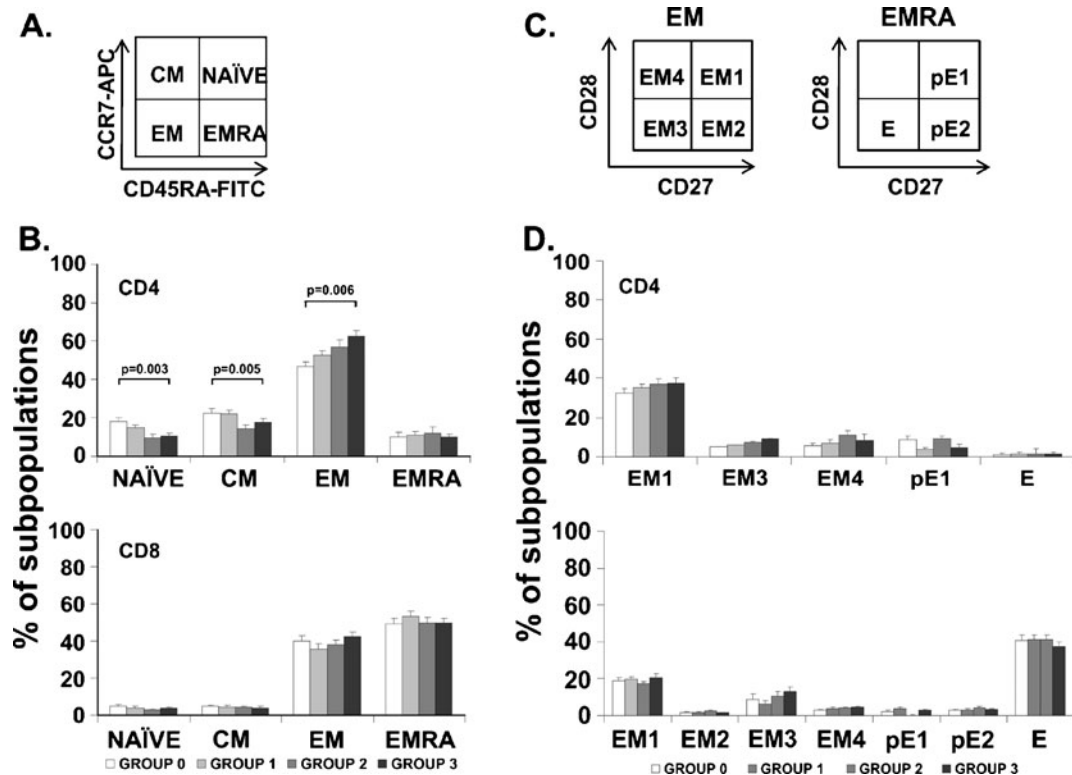 A.
CCR7-APC
CM NAÏVE
EM EMRA
CD45RA-FITC
B.
% of subpopulations
100
80
60
40
20
0
CD4
p=0.003
p=0.005
p=0.006
NAÏVE CM EM EMRA
100
80
60
40
20
0
CD8
NAÏVE CM EM EMRA
GROUP 0 GROUP 1 GROUP 2 GROUP 3
C.
EM
CD28
EM4 EM1
EM3 EM2
CD27
EMRA
CD28
pE1
E pE2
CD27
D.
% of subpopulations
100
80
60
40
20
0
CD4
EM1 EM3 EM4 pE1 E
100
80
60
40
20
0
EM1 EM2 EM3 EM4 pE1 pE2 E
GROUP 0 GROUP 1 GROUP 2 GROUP 3